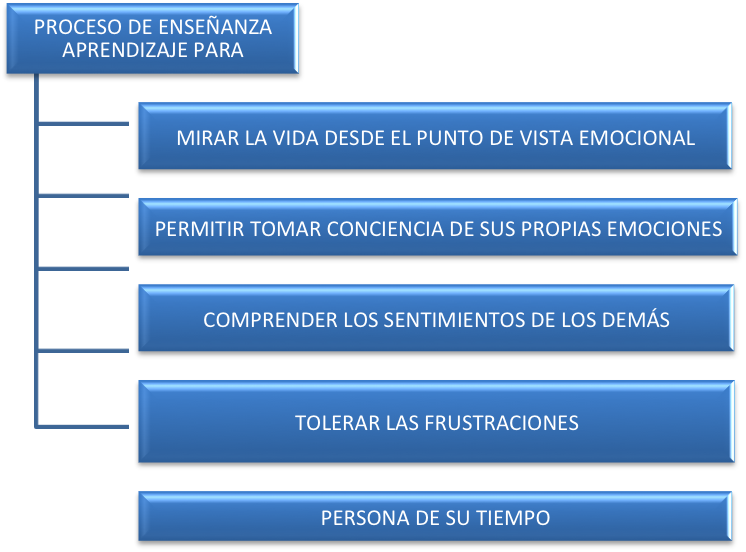 PROCESO DE ENSEÑANZA
APRENDIZAJE PARA
MIRAR LA VIDA DESDE EL PUNTO DE VISTA EMOCIONAL
PERMITIR TOMAR CONCIENCIA DE SUS PROPIAS EMOCIONES
COMPRENDER LOS SENTIMIENTOS DE LOS DEMÁS
TOLERAR LAS FRUSTRACIONES
PERSONA DE SU TIEMPO